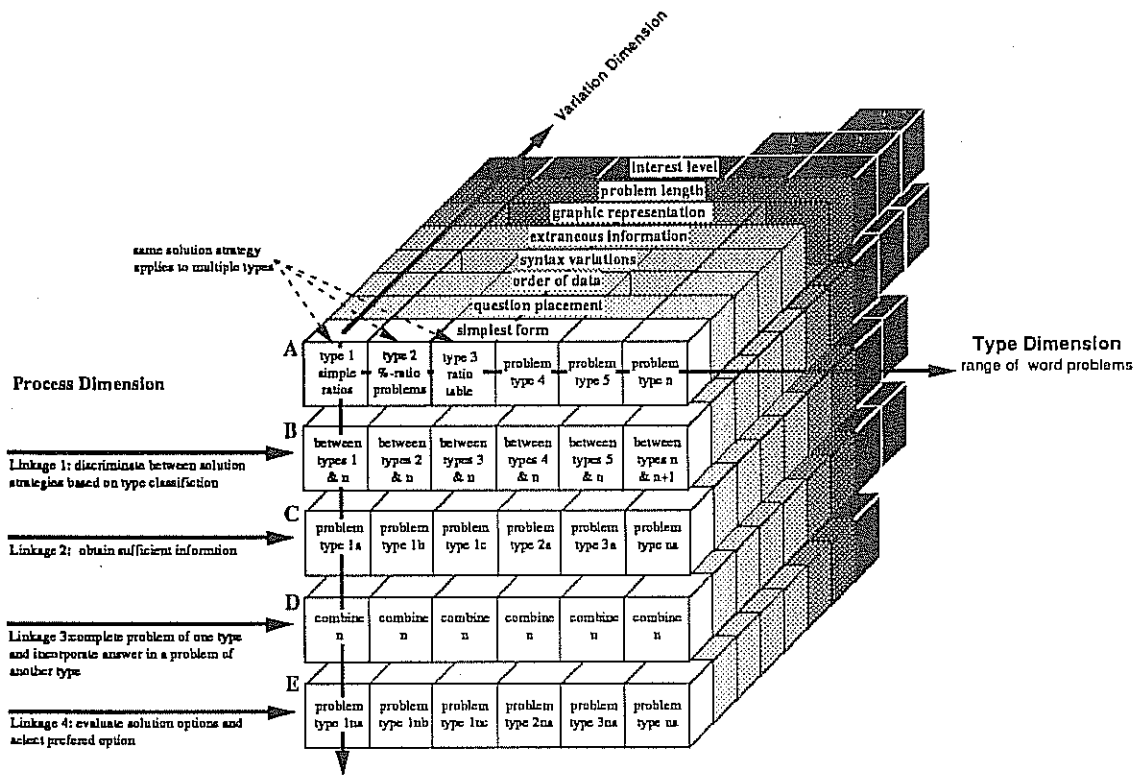 Variation Dimension
interest level
problem length
graphic representation
extraneous information
syntax variations
order of data
question placement
simplest form
same solution strategy
applies to multiple types
Type Dimension
range of word problems
Process Dimension
A
type 1
simple
ratios
type 2
%-ratio
problems
type 3
ratio
table
problem
type 4
problem
type 5
problem
type n
B
between
types 1
& n
between
types 2
& n
between
types 3
& n
between
types 4
& n
between
types 5
& n
between
types n
& n+1
Linkage 1: discriminate between solution
strategies based on type classifiction
C
problem
type 1a
problem
type 1b
problem
type 1c
problem
type 2a
problem
type 3a
problem
type na
Linkage 2: obtain sufficient information
D
combine
n
combine
n
combine
n
combine
n
combine
n
combine
n
Linkage 3:complete problem of one type
and incorporate answer in a problem of
another type
E
problem
type 1na
problem
type 1nb
problem
type 1nc
problem
type 2na
problem
type 3na
problem
type na
Linkage 4: evaluate solution options and
select prefered option